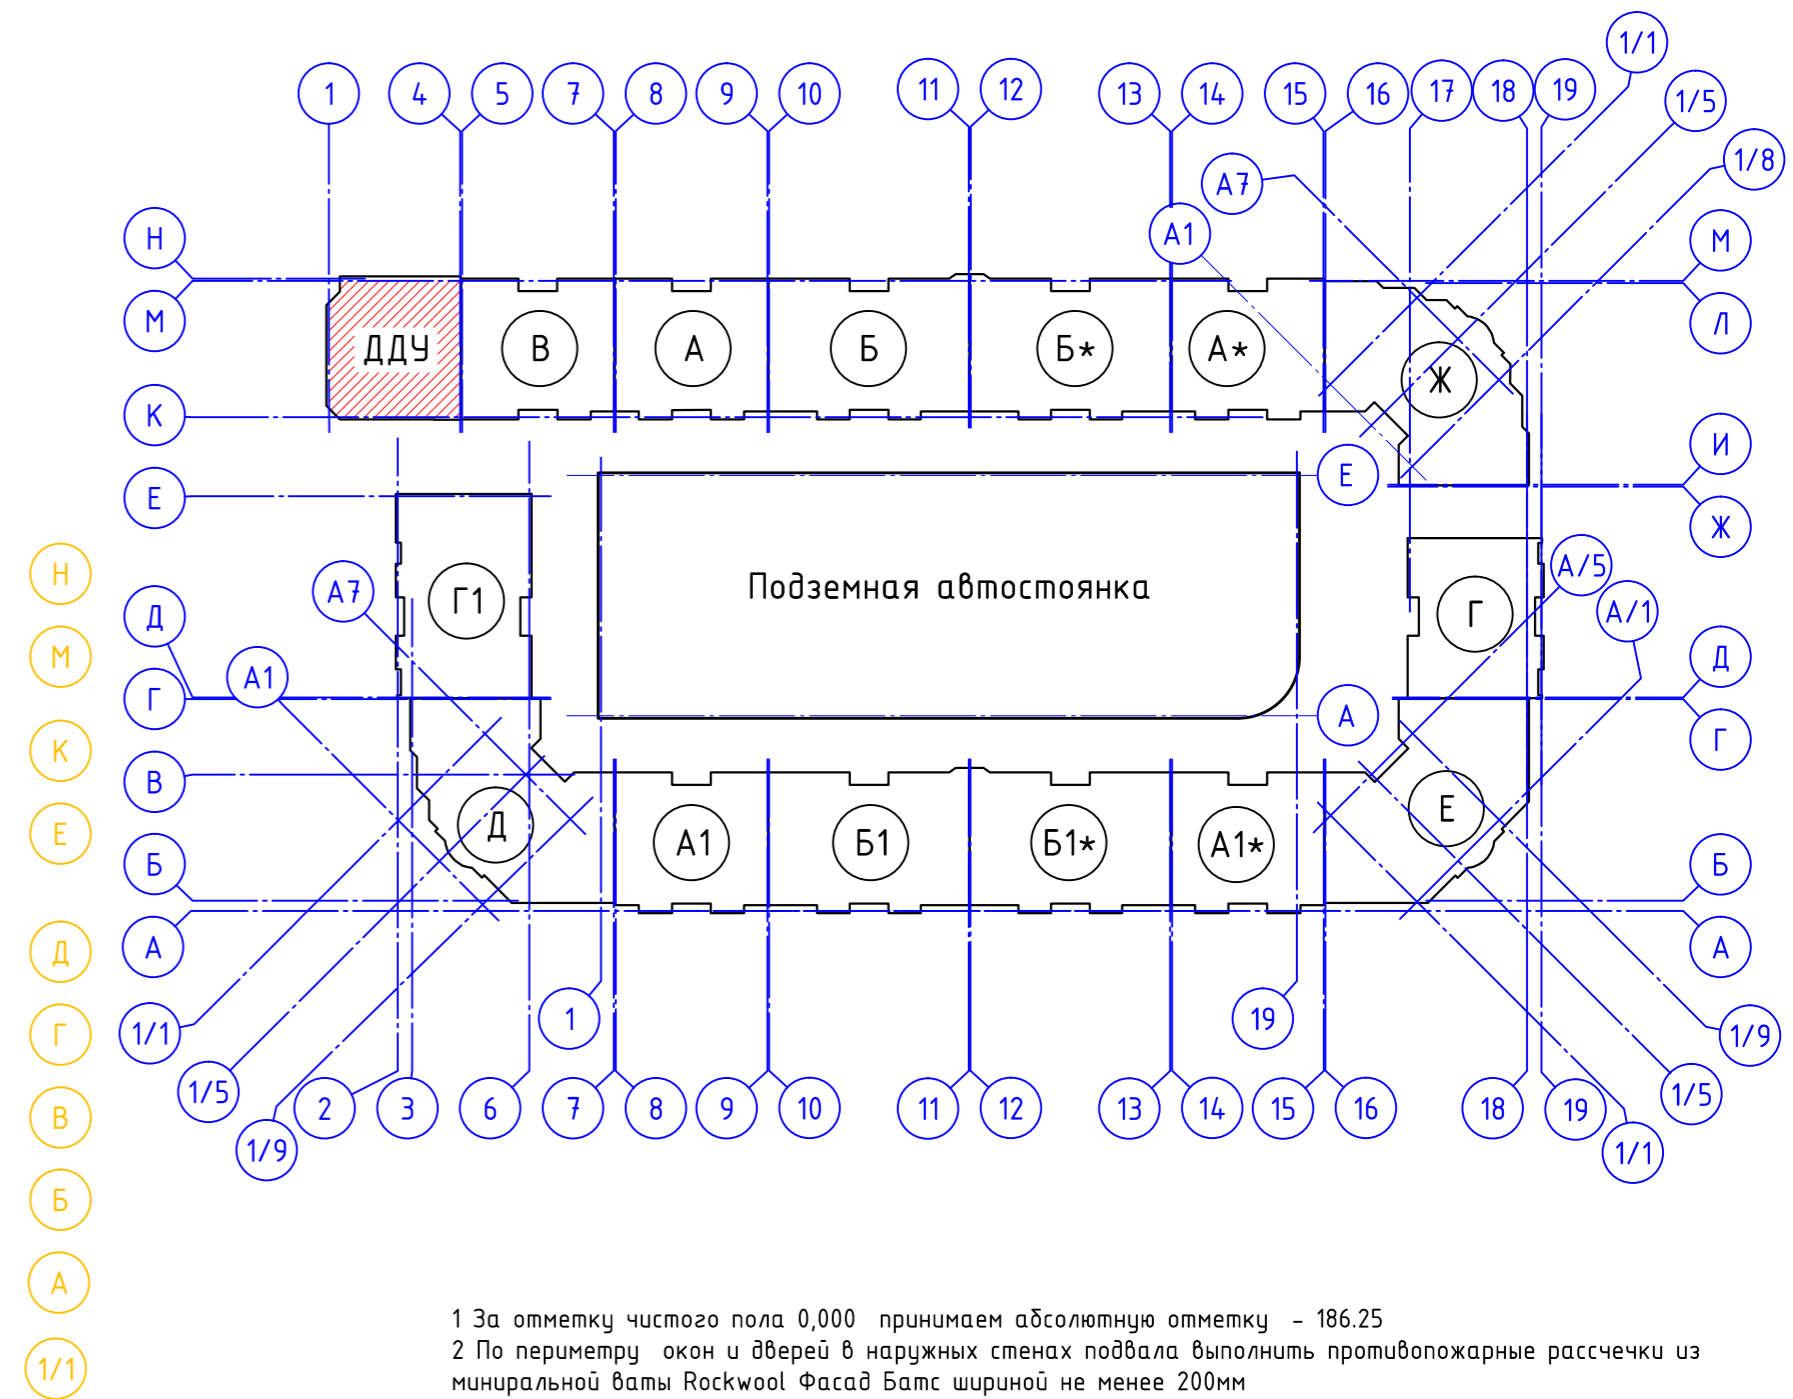 1/1
1 4 5 7 8 9 10 11 12 13 14 15 16 17 18 19
1/5
1/8
А7
А1
Н М
М Л
ДДУ В А Б Б* А* Ж
К И
Е Е Ж
Н
Подземная автостоянка
А7 Г1 Г А/5
А/1
Д Д
М А1
Г А Г
К
В
Е Д А1 Б1 Б1* А1* Е
Б Б
Д А А
1/1 1 19 1/9
Г
1/5 2 3 6 7 8 9 10 11 12 13 14 15 16 18 19 1/5
В
1/9 1/1
Б
А
1 За отметку чистого пола 0,000 принимаем абсолютную отметку - 186.25
2 По периметру окон и дверей в наружных стенах подвала выполнить противопожарные рассчечки из
1/1
миниральной ваты Rockwool Фасад Батс шириной не менее 200мм